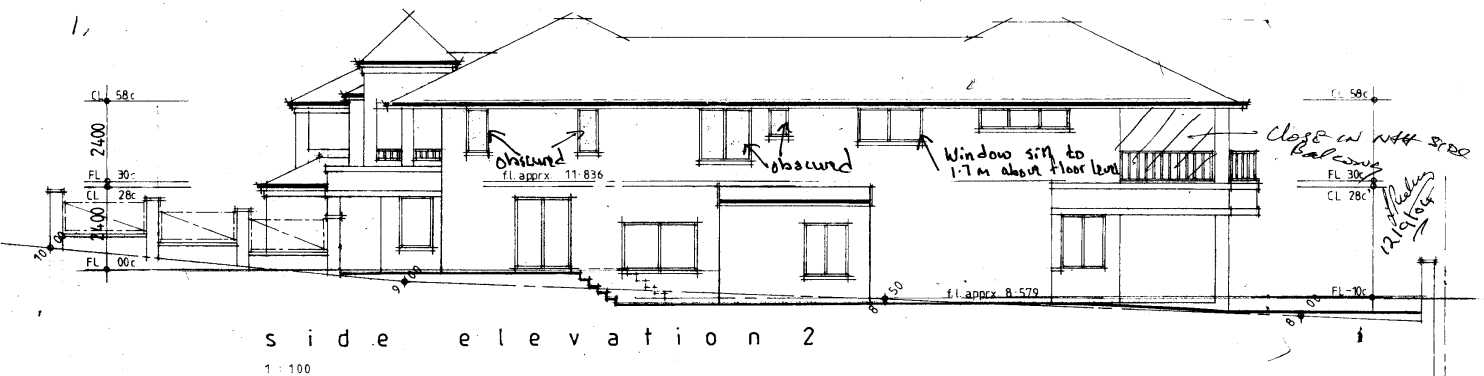 1,
CL 58c
2400
FL 30c
CL 28c
2400
FL 00c
10 00
9 00
obscured
f.l. apprx 11·836
obscured
Window sill to
1.7 m above floor level
Close in Nth SIDE
Balcony
CL 58c
FL 30c
CL 28c
12/9/04
FL-10c
f.l. apprx 8·579
8 50
8 00
side elevation 2
1 : 100